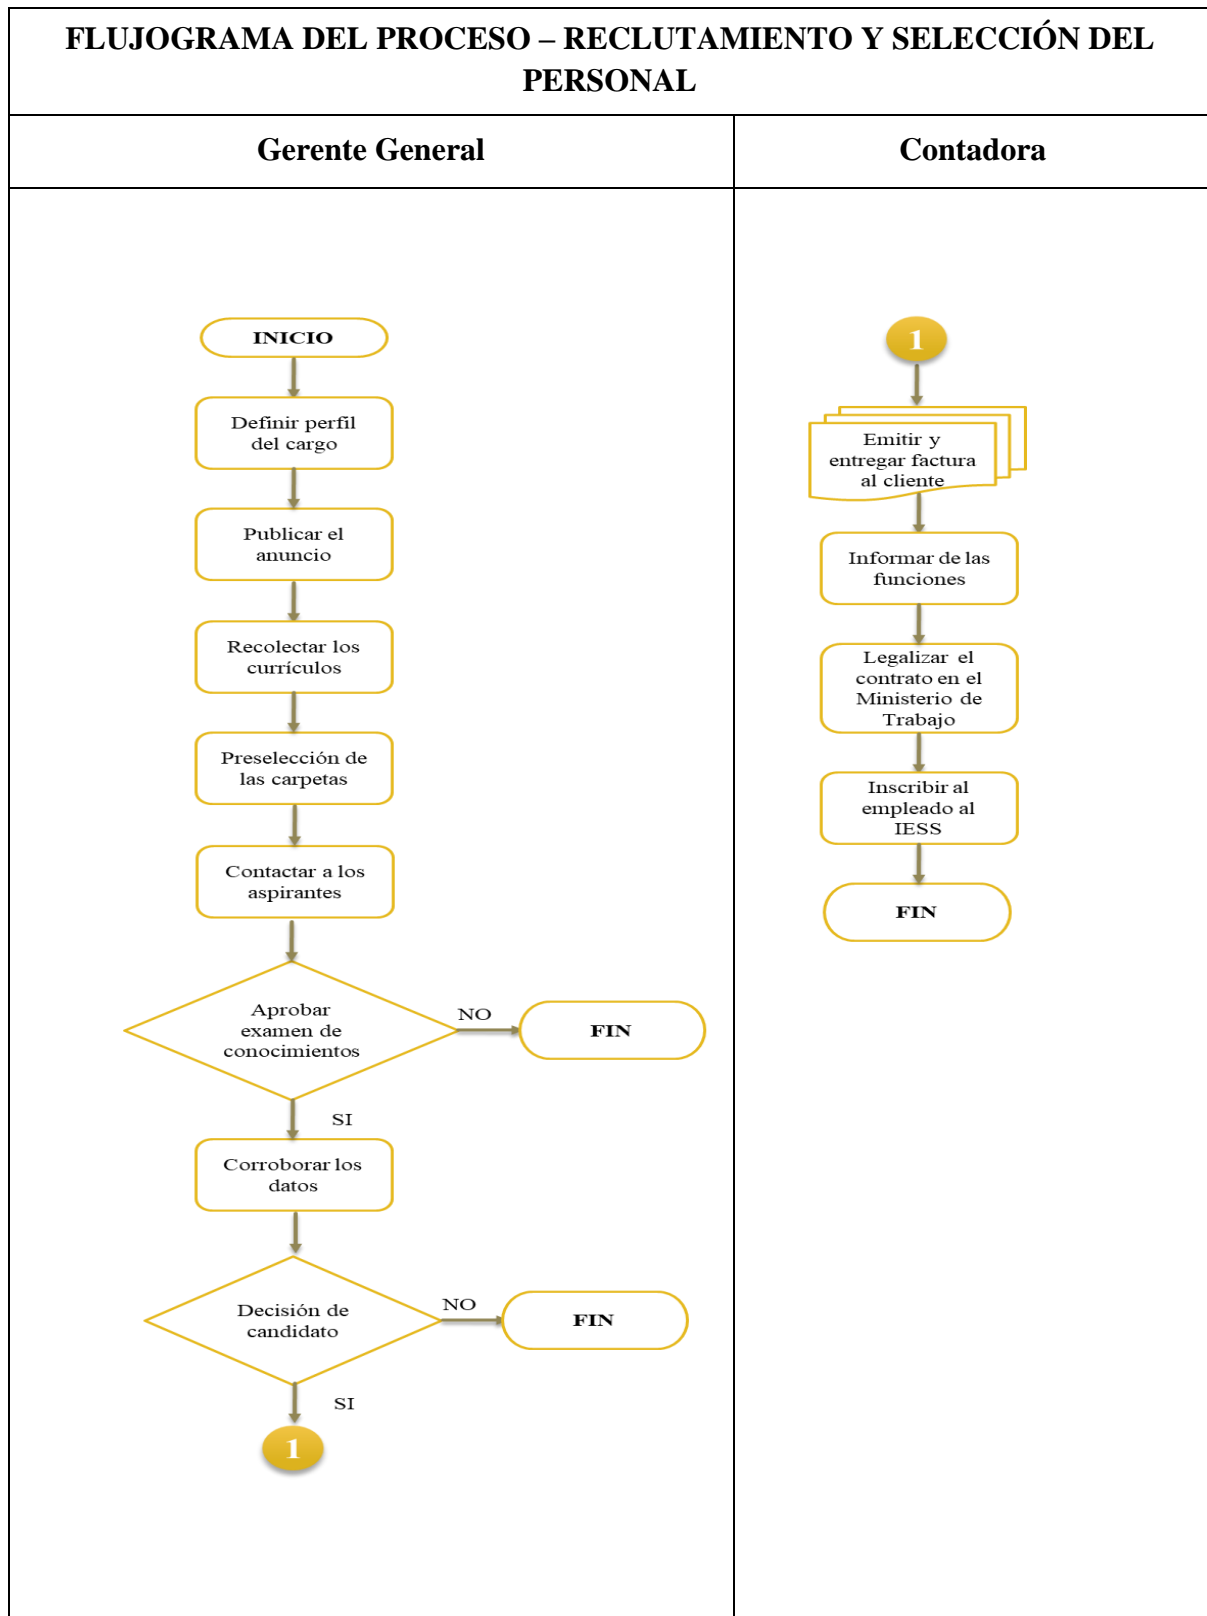 FLUJOGRAMA DEL PROCESO – RECLUTAMIENTO Y SELECCIÓN DEL
PERSONAL
Gerente General
Contadora
INICIO
Definir perfil
del cargo
Publicar el
anuncio
Recolectar los
currículos
Preselección de
las carpetas
Contactar a los
aspirantes
Aprobar
examen de
conocimientos
NO
FIN
SI
Corroborar los
datos
Decisión de
candidato
NO
FIN
SI
1
1
Emitir y
entregar factura
al cliente
Informar de las
funciones
Legalizar el
contrato en el
Ministerio de
Trabajo
Inscribir al
empleado al
IESS
FIN